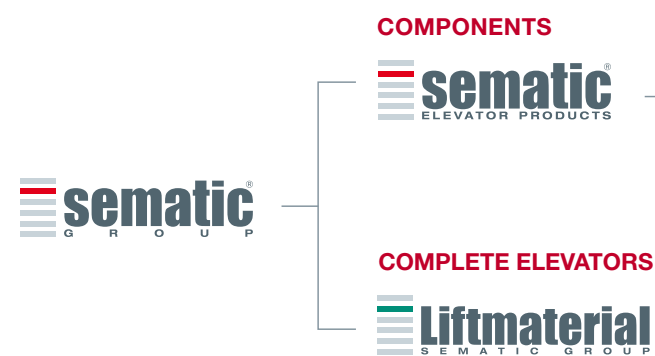 COMPONENTS
sematic®
ELEVATOR PRODUCTS
sematic®
GROUP
COMPLETE ELEVATORS
Liftmaterial
SEMATIC GROUP